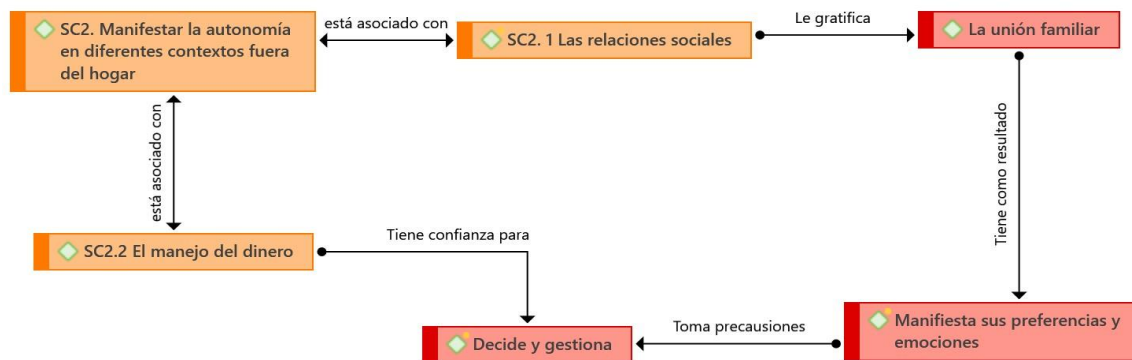 SC2. Manifestar la autonomía
en diferentes contextos fuera
del hogar
está asociado con
SC2. 1 Las relaciones sociales
Le gratifica
La unión familiar
está asociado con
Tiene como resultado
SC2.2 El manejo del dinero
Tiene confianza para
Decide y gestiona
Toma precausiones
Manifiesta sus preferencias y
emociones